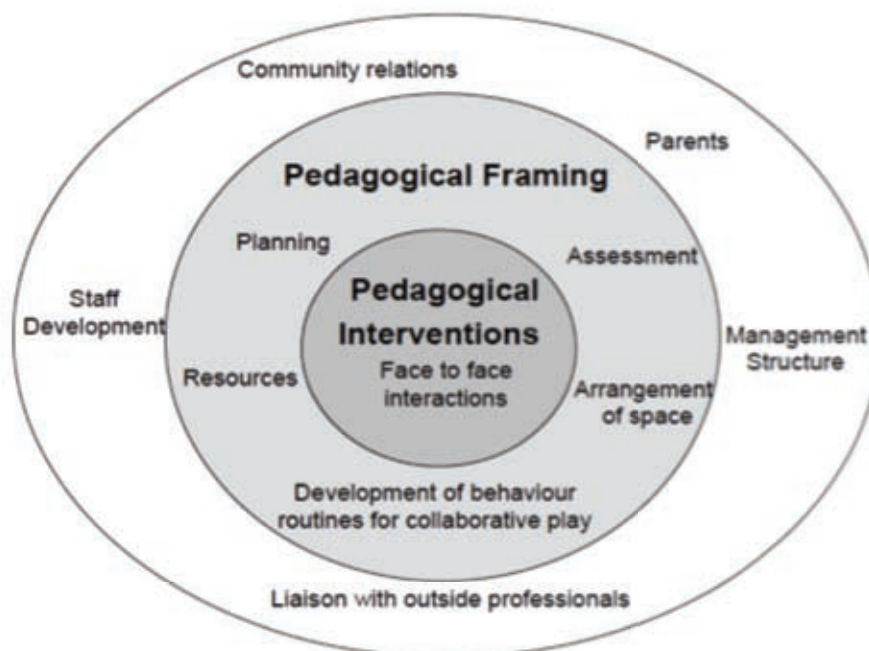 Community relations
Parents
Pedagogical Framing
Planning
Assessment
Pedagogical
Interventions
Face to face
interactions
Staff
Development
Management
Structure
Resources
Arrangement
of space
Development of behaviour
routines for collaborative play
Liaison with outside professionals